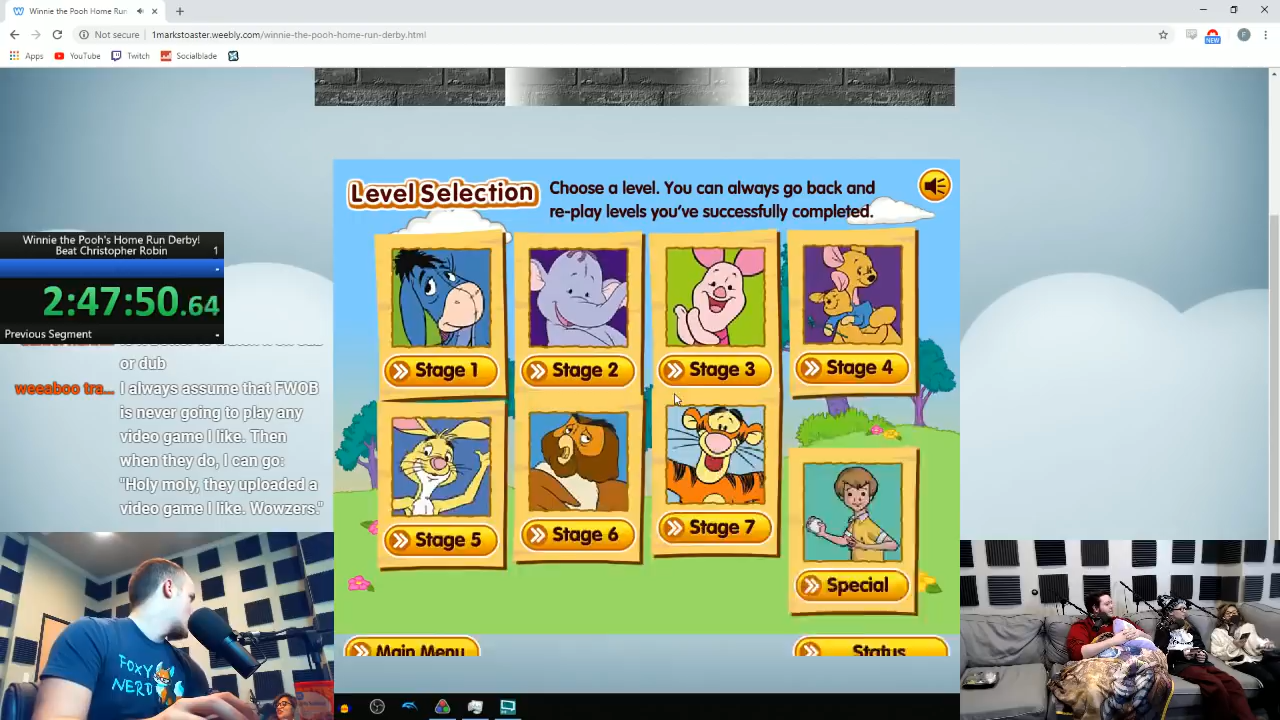 Winnie the Pooh Home Run
Not secure
1markstoaster.weebly.com/winnie-the-pooh-home-run-derby.html
Apps
YouTube
Twitch
Socialblade
NEW
F
Level Selection
Choose a level. You can always go back and
re-play levels you've successfully completed.
Winnie the Pooh's Home Run Derby!
Beat Christopher Robin 1
-
2:47:50.64
Previous Segment -
or dub
weeaboo tra... I always assume that FWOB
is never going to play any
video game I like. Then
when they do, I can go:
"Holy moly, they uploaded a
video game I like. Wowzers."
Stage 1
Stage 2
Stage 3
Stage 4
Stage 5
Stage 6
Stage 7
Special
Main Menu
Status
FOXY
NERD